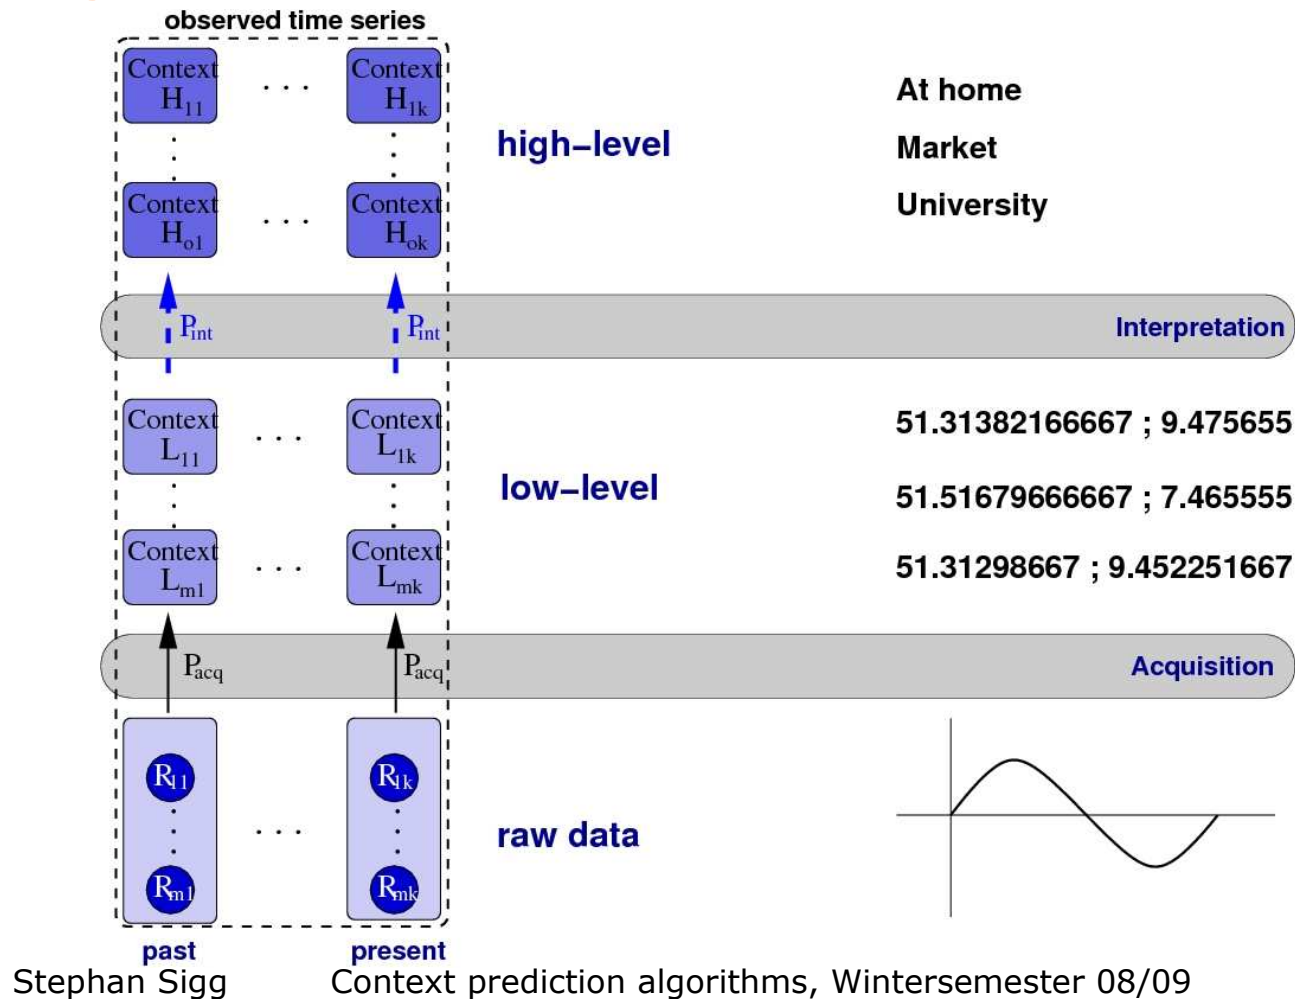 observed time series
Context H11 . . . Context H1k
high-level
At home
Market
University
Context Ho1 . . . Context Hok
Pint Pint Interpretation
Context L11 . . . Context L1k
low-level
51.31382166667 ; 9.475655
51.51679666667 ; 7.465555
51.31298667 ; 9.452251667
Context Lm1 . . . Context Lmk
Pacq Pacq Acquisition
R11 R1k
. . .
raw data
Rm1 Rmk
past present
Stephan Sigg Context prediction algorithms, Wintersemester 08/09